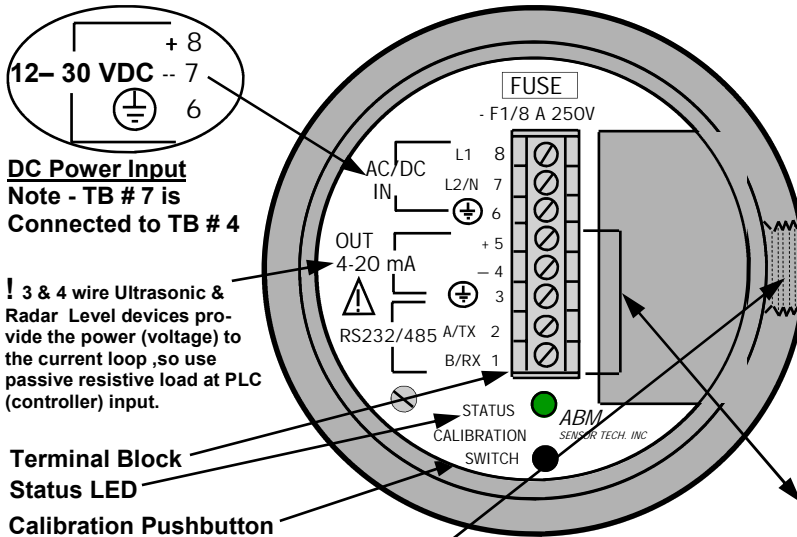 + 8
12– 30 VDC -- 7
6
DC Power Input
Note - TB # 7 is
Connected to TB # 4
! 3 & 4 wire Ultrasonic &
Radar Level devices pro-
vide the power (voltage) to
the current loop ,so use
passive resistive load at PLC
(controller) input.
Terminal Block
Status LED
Calibration Pushbutton
FUSE
- F1/8 A 250V
AC/DC
IN
L1 8
L2/N 7
6
OUT
4-20 mA
+ 5
– 4
3
!
RS232/485
A/TX 2
B/RX 1
STATUS
CALIBRATION
SWITCH
ABM
SENSOR TECH. INC